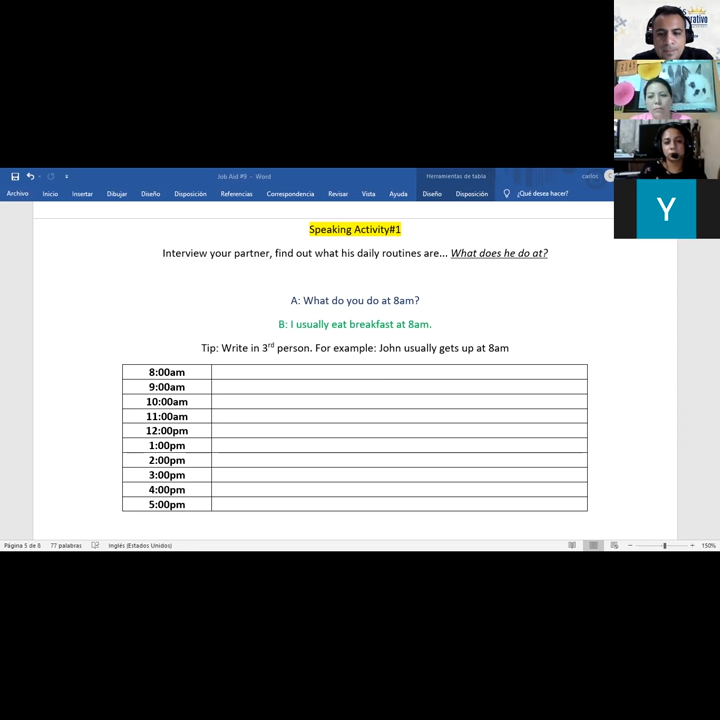 Job Aid #9 - Word
Herramientas de tabla
carlos
Archivo Inicio Insertar Dibujar Diseño Disposición Referencias Correspondencia Revisar Vista Ayuda Diseño Disposición ¿Qué desea hacer?
Speaking Activity#1
Interview your partner, find out what his daily routines are... What does he do at?
A: What do you do at 8am?
B: I usually eat breakfast at 8am.
Tip: Write in 3rd person. For example: John usually gets up at 8am
8:00am
9:00am
10:00am
11:00am
12:00pm
1:00pm
2:00pm
3:00pm
4:00pm
5:00pm
Página 5 de 8 77 palabras Inglés (Estados Unidos) 150%
Y